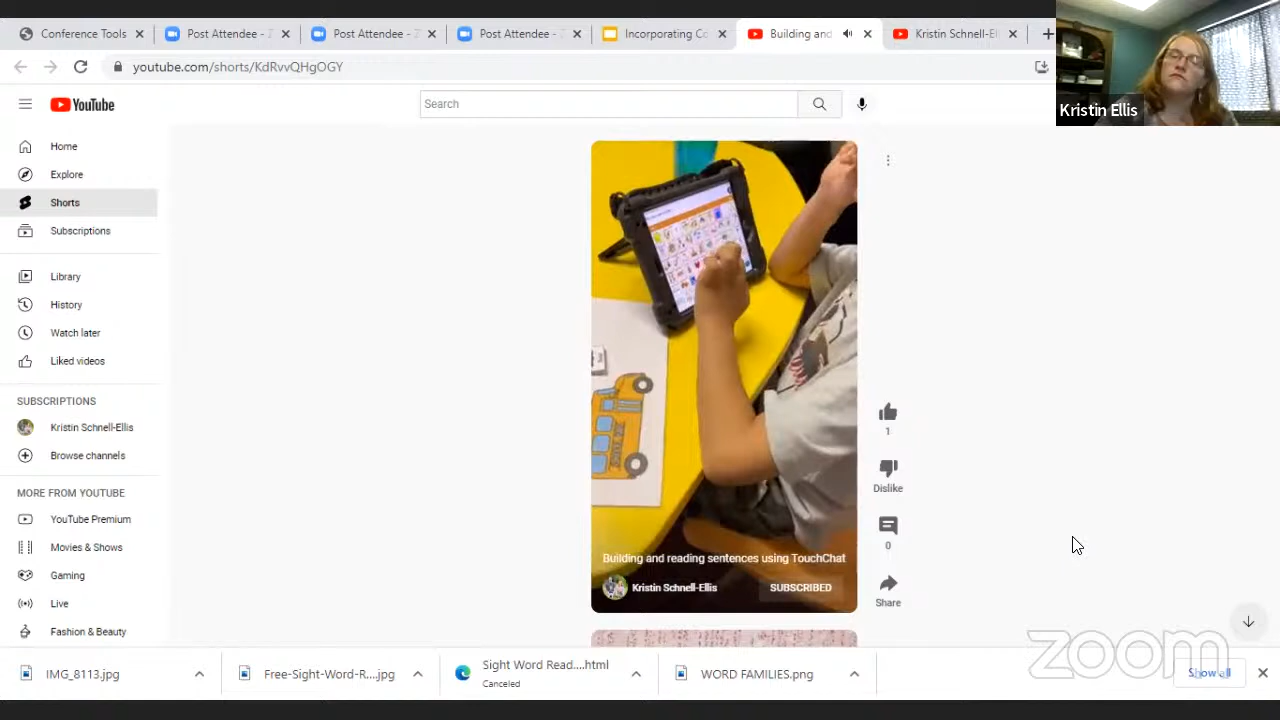 Conference Tools
Post Attendee - Z
Post Attendee - Z
Post Attendee - Z
Incorporating Co
Building and
Kristin Schnell-El
youtube.com/shorts/KdRvvQHgOGY
Kristin Ellis
YouTube
Search
Home
Explore
Shorts
Subscriptions
Library
History
Watch later
Liked videos
SUBSCRIPTIONS
Kristin Schnell-Ellis
Browse channels
MORE FROM YOUTUBE
YouTube Premium
Movies & Shows
Gaming
Live
Fashion & Beauty
1
Dislike
0
Share
Building and reading sentences using TouchChat
Kristin Schnell-Ellis
SUBSCRIBED
zoom
IMG_8113.jpg
Free-Sight-Word-R....jpg
Sight Word Read....html
Canceled
WORD FAMILIES.png
Show all